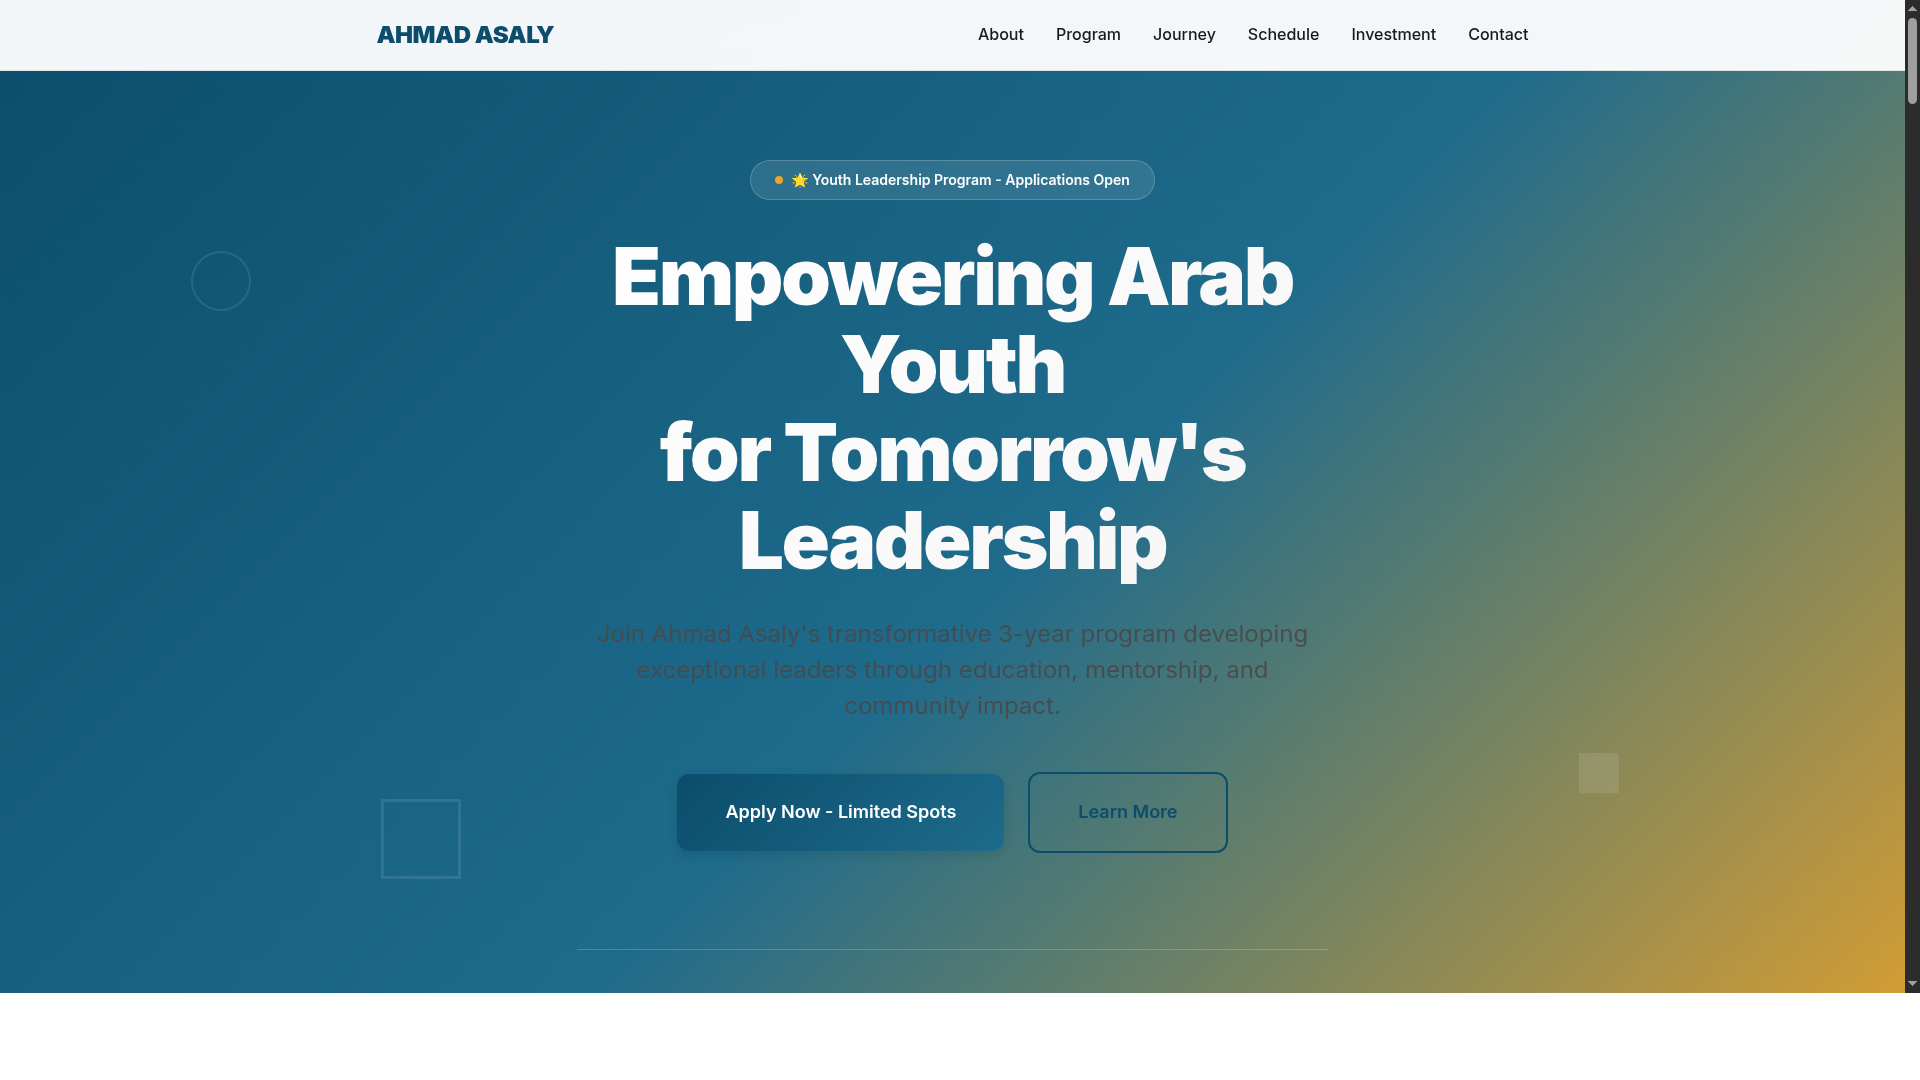 AHMAD ASALY
About
Program
Journey
Schedule
Investment
Contact
🌟 Youth Leadership Program - Applications Open
Empowering Arab
Youth
for Tomorrow's
Leadership
Join Ahmad Asaly's transformative 3-year program developing
exceptional leaders through education, mentorship, and
community impact.
Apply Now - Limited Spots
Learn More